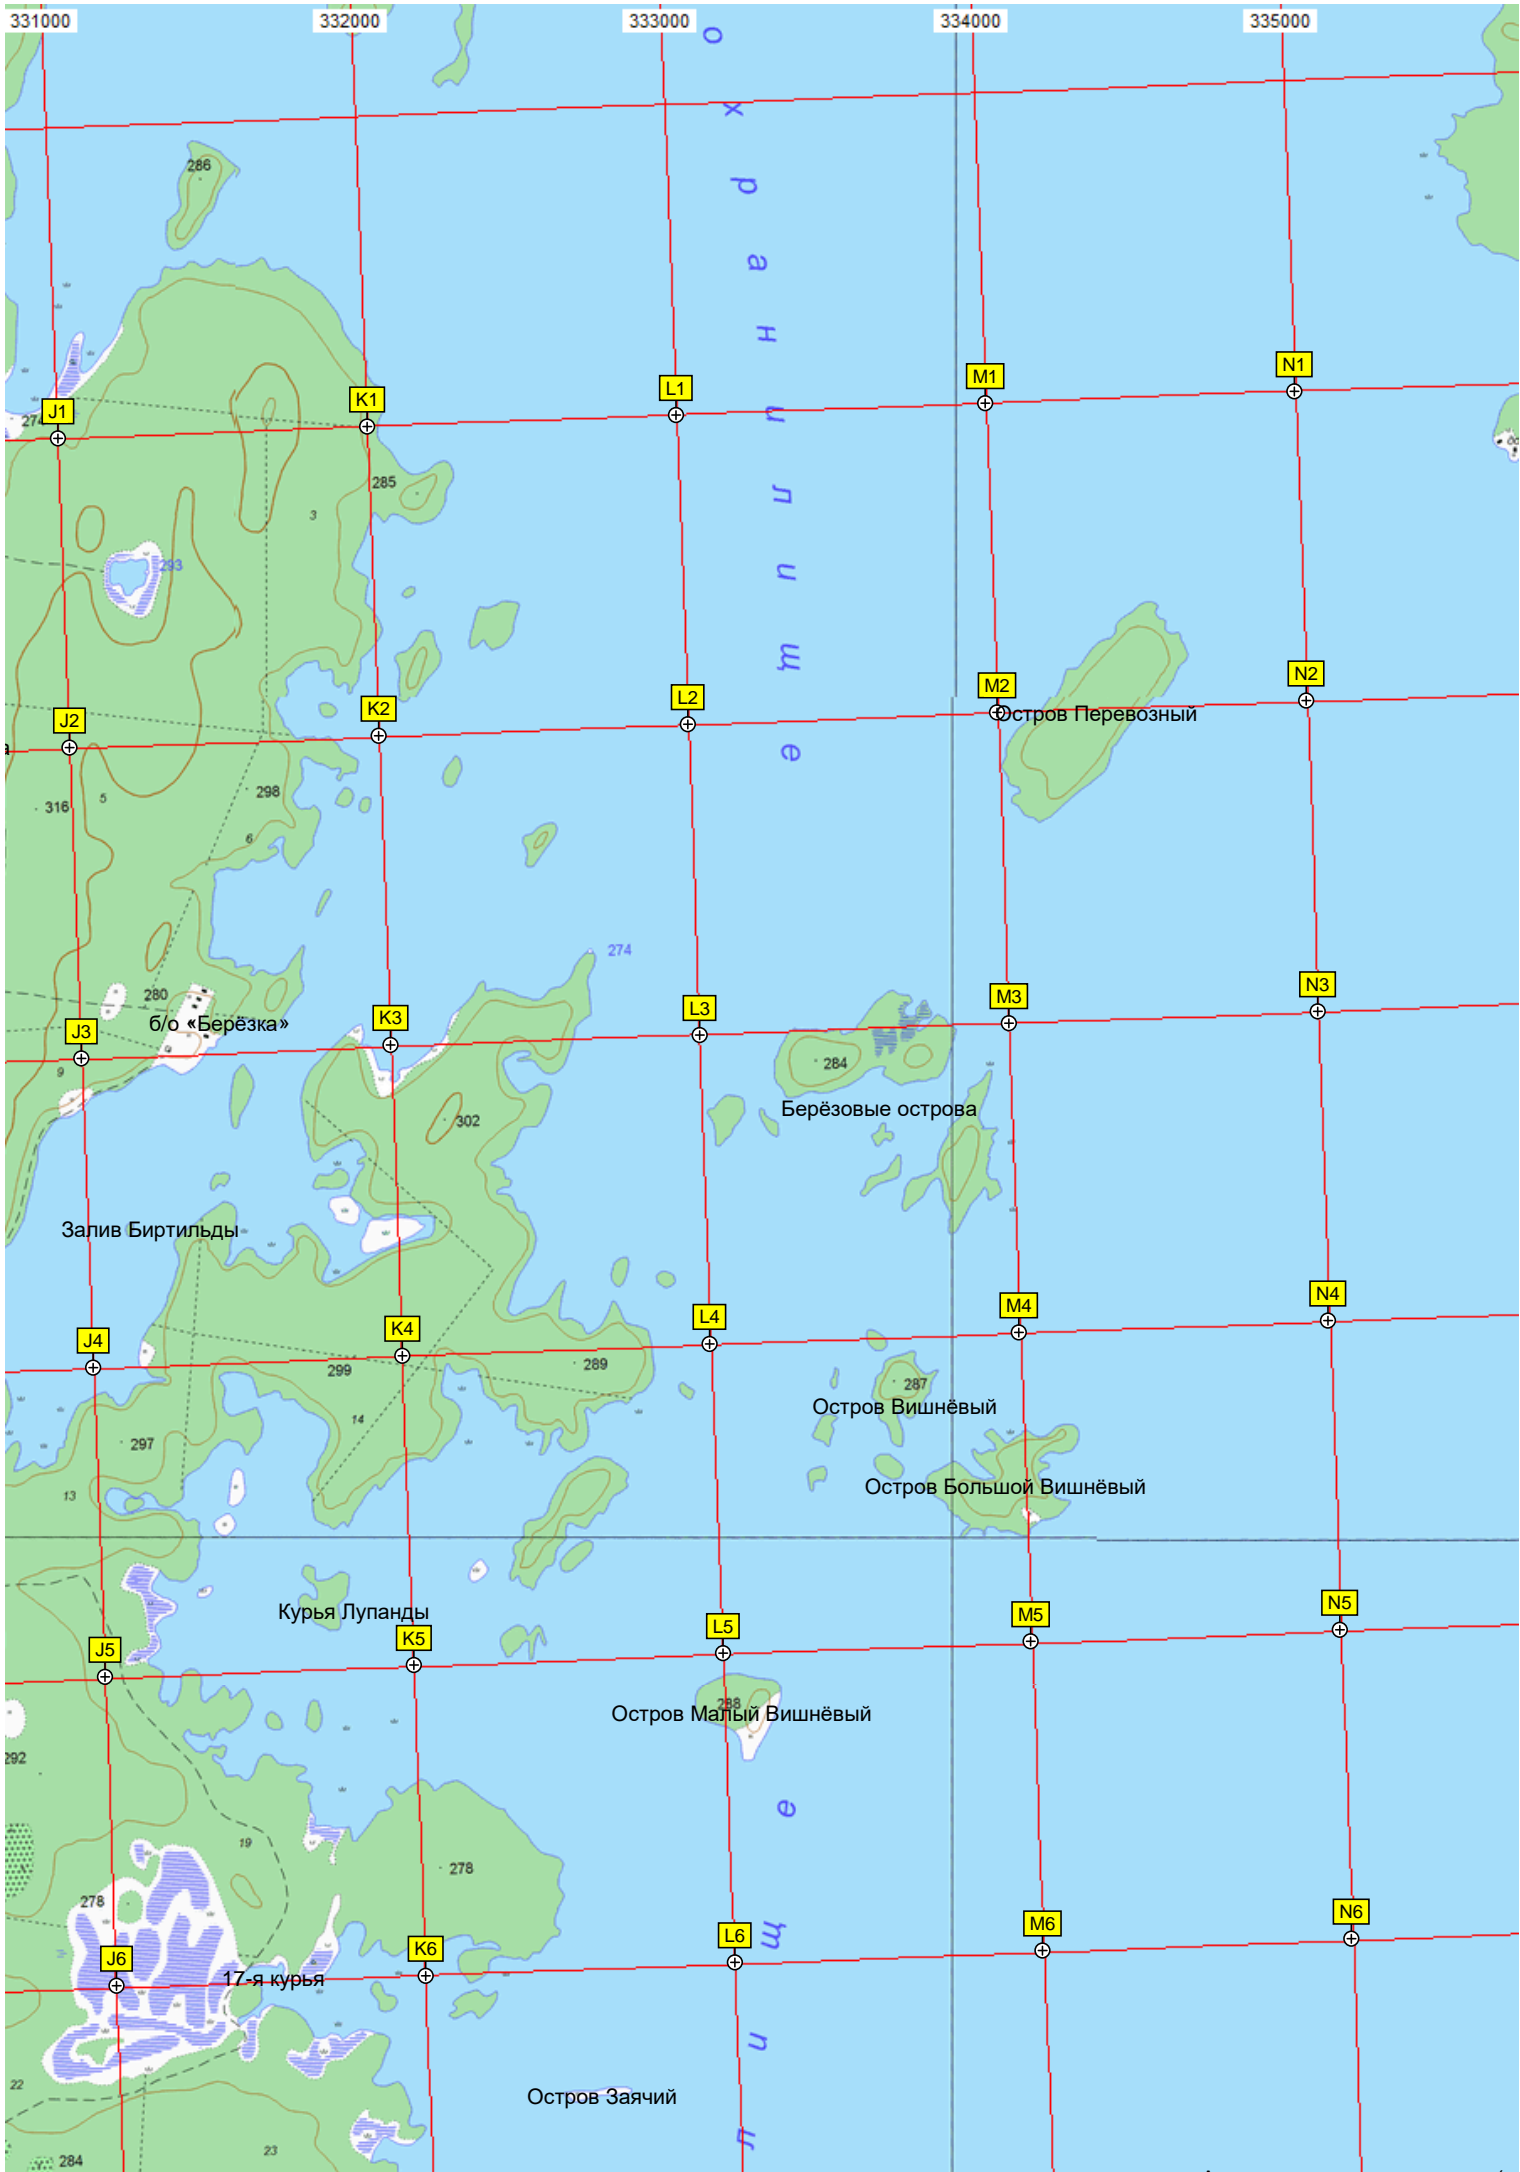 331000 332000 333000 334000 335000
о х р а н и л и щ е
286
J1 K1 L1 M1 N1
274
285
3
293
J2 K2 L2 M2 N2
Остров Перевозный
316 5 298
6
274
280
б/о «Берёзка»
J3 K3 L3 M3 N3
9
284
302
Берёзовые острова
Залив Биртильды
J4 K4 L4 M4 N4
299 289 287
Остров Вишнёвый
14
297
Остров Большой Вишнёвый
13
Курья Лупанды
J5 K5 L5 M5 N5
288
Остров Малый Вишнёвый
292
е
19
278
278
J6 K6 L6 M6 N6
щ
17-я курья
п
22
Остров Заячий
23
284